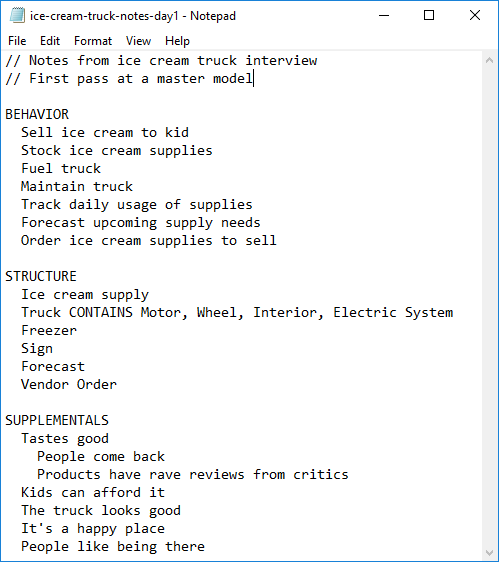 ice-cream-truck-notes-day1 - Notepad
File Edit Format View Help
// Notes from ice cream truck interview
// First pass at a master model

BEHAVIOR
  Sell ice cream to kid
  Stock ice cream supplies
  Fuel truck
  Maintain truck
  Track daily usage of supplies
  Forecast upcoming supply needs
  Order ice cream supplies to sell

STRUCTURE
  Ice cream supply
  Truck CONTAINS Motor, Wheel, Interior, Electric System
  Freezer
  Sign
  Forecast
  Vendor Order

SUPPLEMENTALS
  Tastes good
    People come back
    Products have rave reviews from critics
  Kids can afford it
  The truck looks good
  It's a happy place
  People like being there